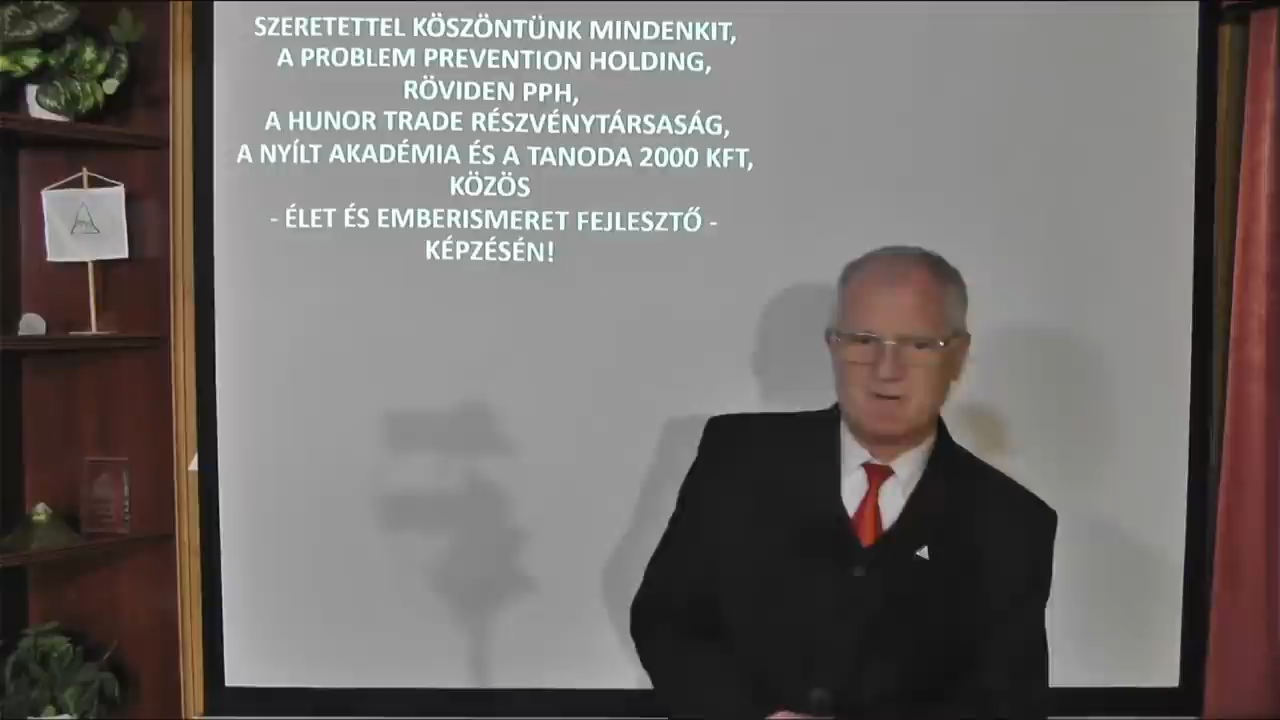 SZERETETTEL KÖSZÖNTÜNK MINDENKIT,
A PROBLEM PREVENTION HOLDING,
RÖVIDEN PPH,
A HUNOR TRADE RÉSZVÉNYTÁRSASÁG,
A NYÍLT AKADÉMIA ÉS A TANODA 2000 KFT,
KÖZÖS
- ÉLET ÉS EMBERISMERET FEJLESZTŐ -
KÉPZÉSÉN!